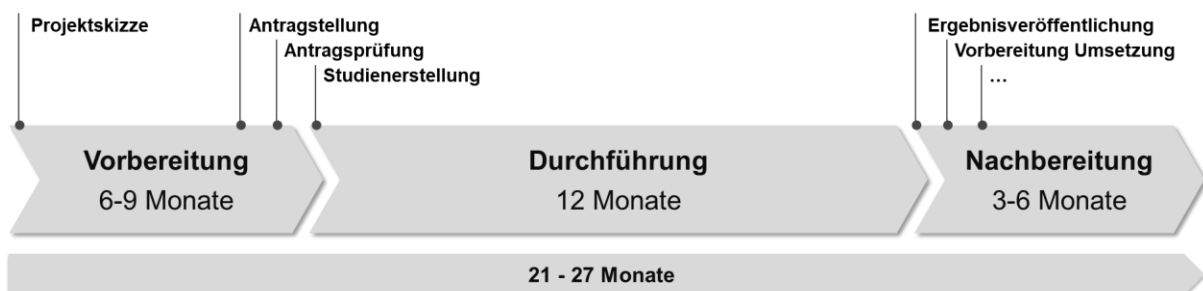 Projektskizze
Antragstellung
Antragsprüfung
Studienerstellung
Ergebnisveröffentlichung
Vorbereitung Umsetzung
...
Vorbereitung
6-9 Monate
Durchführung
12 Monate
Nachbereitung
3-6 Monate
21 - 27 Monate